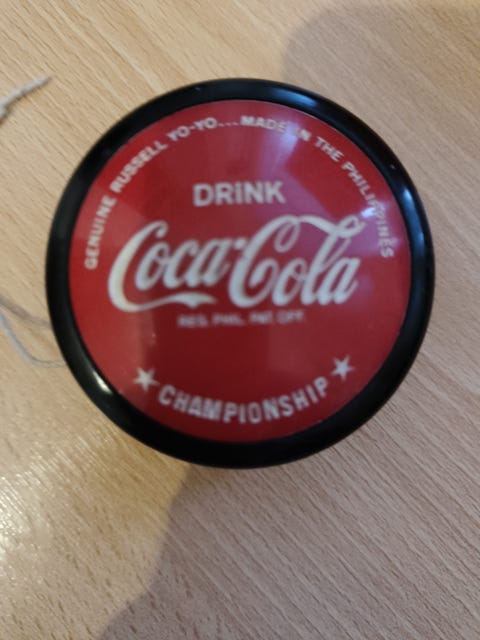 GENUINE RUSSELL YO-YO...MADE IN THE PHILIPPINES
DRINK
Coca-Cola
REG. PHIL. PAT. OFF.
★ CHAMPIONSHIP ★